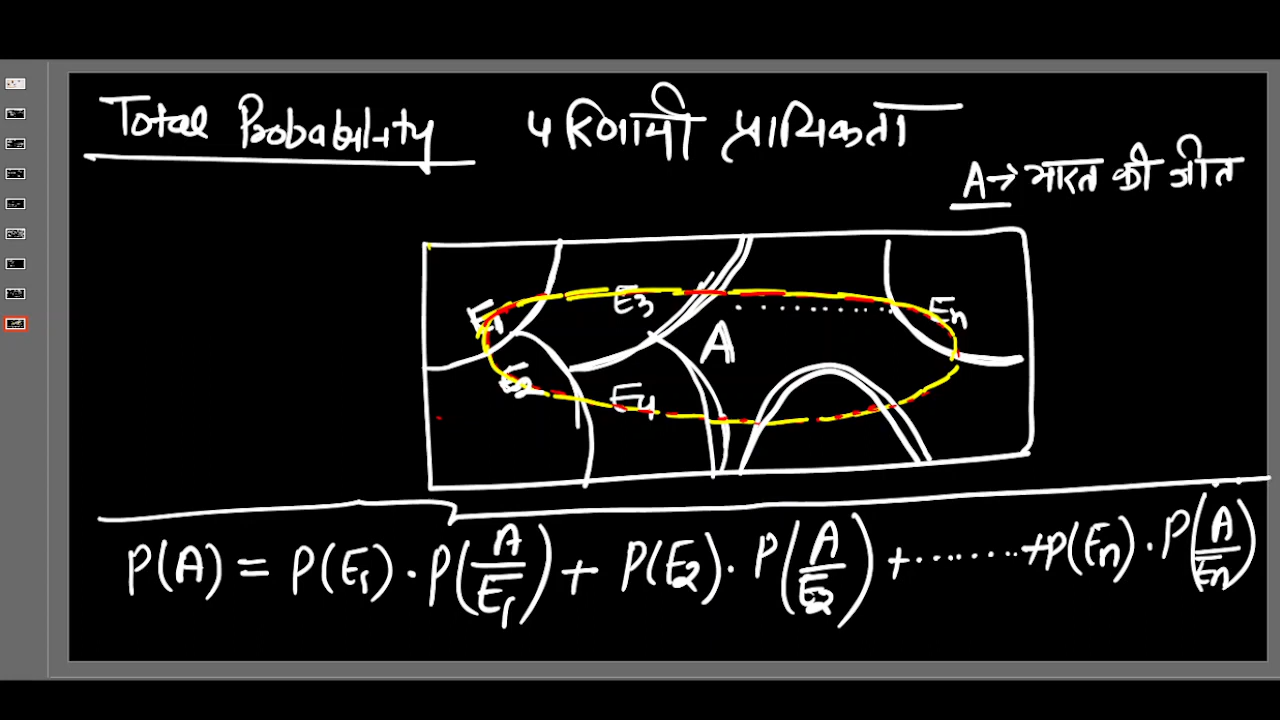 Total Probability परिणामी प्रायिकता
A→ भारत की जीत
E1 E3 En
A
E2 E4
P(A) = P(E1) · P(A/E1) + P(E2) · P(A/E2) + ........ + P(En) · P(A/En)